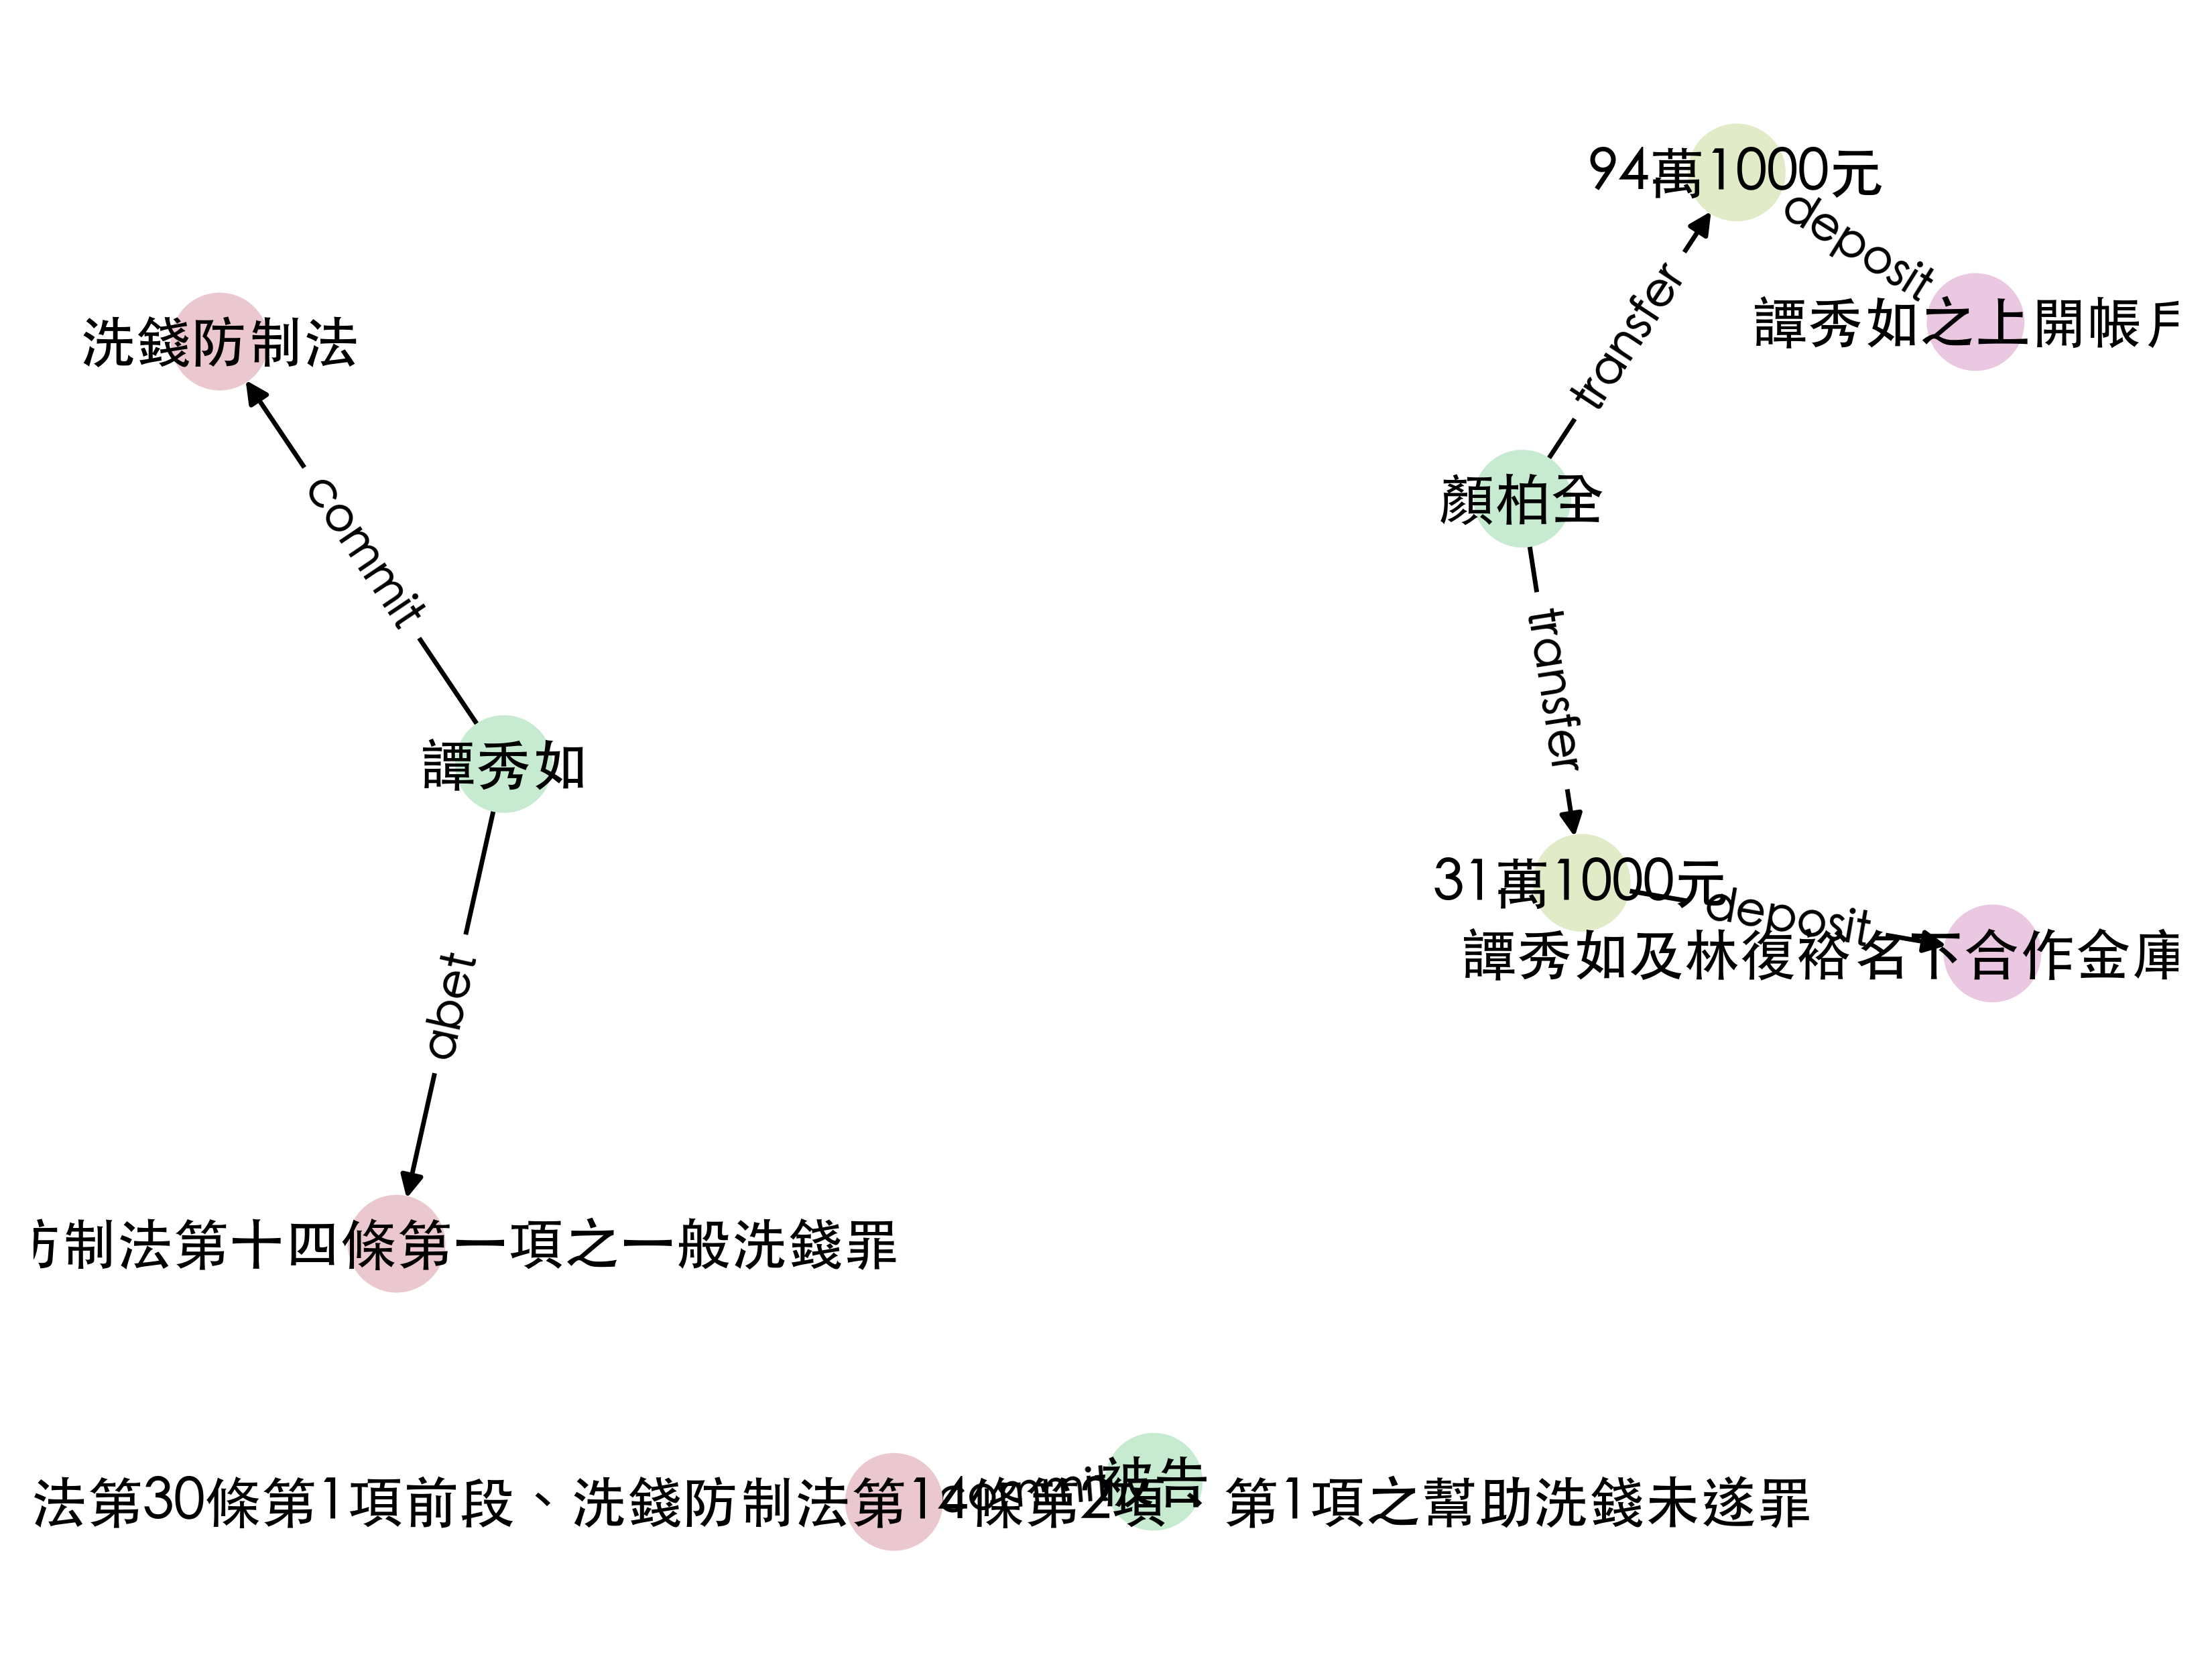 94萬1000元
deposit
譚秀如之上開帳戶
transfer
洗錢防制法
顏柏全
commit
transfer
譚秀如
31萬1000元
deposit
譚秀如及林復裕名下合作金庫
abet
防制法第十四條第一項之一般洗錢罪
commit
被告
法第30條第1項前段、洗錢防制法第14條第2項、第1項之幫助洗錢未遂罪